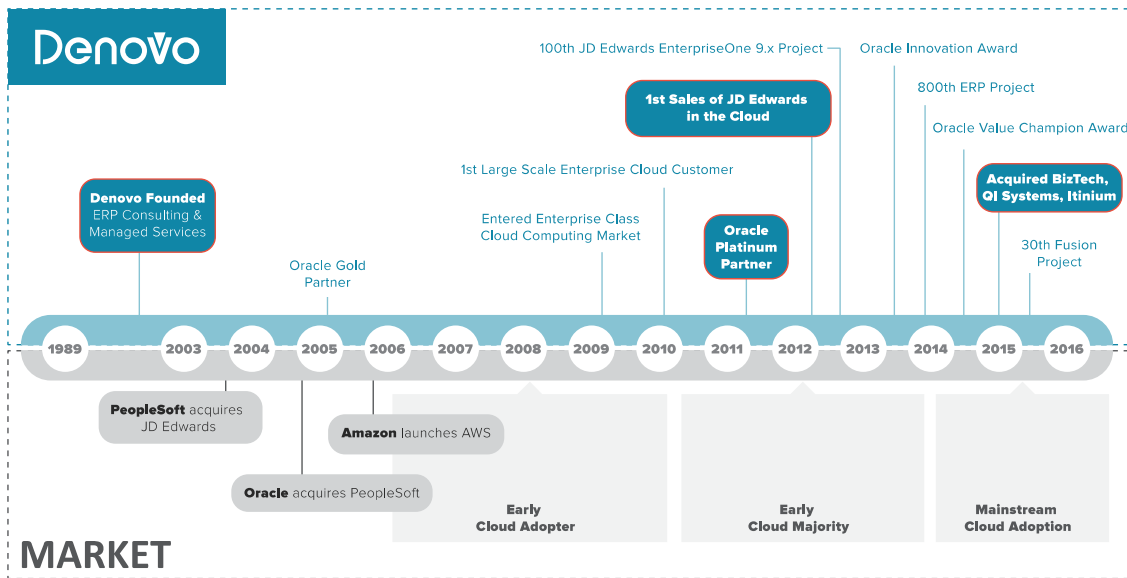 Denovo
100th JD Edwards EnterpriseOne 9.x Project
Oracle Innovation Award
1st Sales of JD Edwards
in the Cloud
800th ERP Project
Oracle Value Champion Award
1st Large Scale Enterprise Cloud Customer
Acquired BizTech,
QI Systems, Itinium
Denovo Founded
ERP Consulting &
Managed Services
Entered Enterprise Class
Cloud Computing Market
Oracle
Platinum
Partner
30th Fusion
Project
Oracle Gold
Partner
1989
2003
2004
2005
2006
2007
2008
2009
2010
2011
2012
2013
2014
2015
2016
PeopleSoft acquires
JD Edwards
Amazon launches AWS
Oracle acquires PeopleSoft
Early
Cloud Adopter
Early
Cloud Majority
Mainstream
Cloud Adoption
MARKET